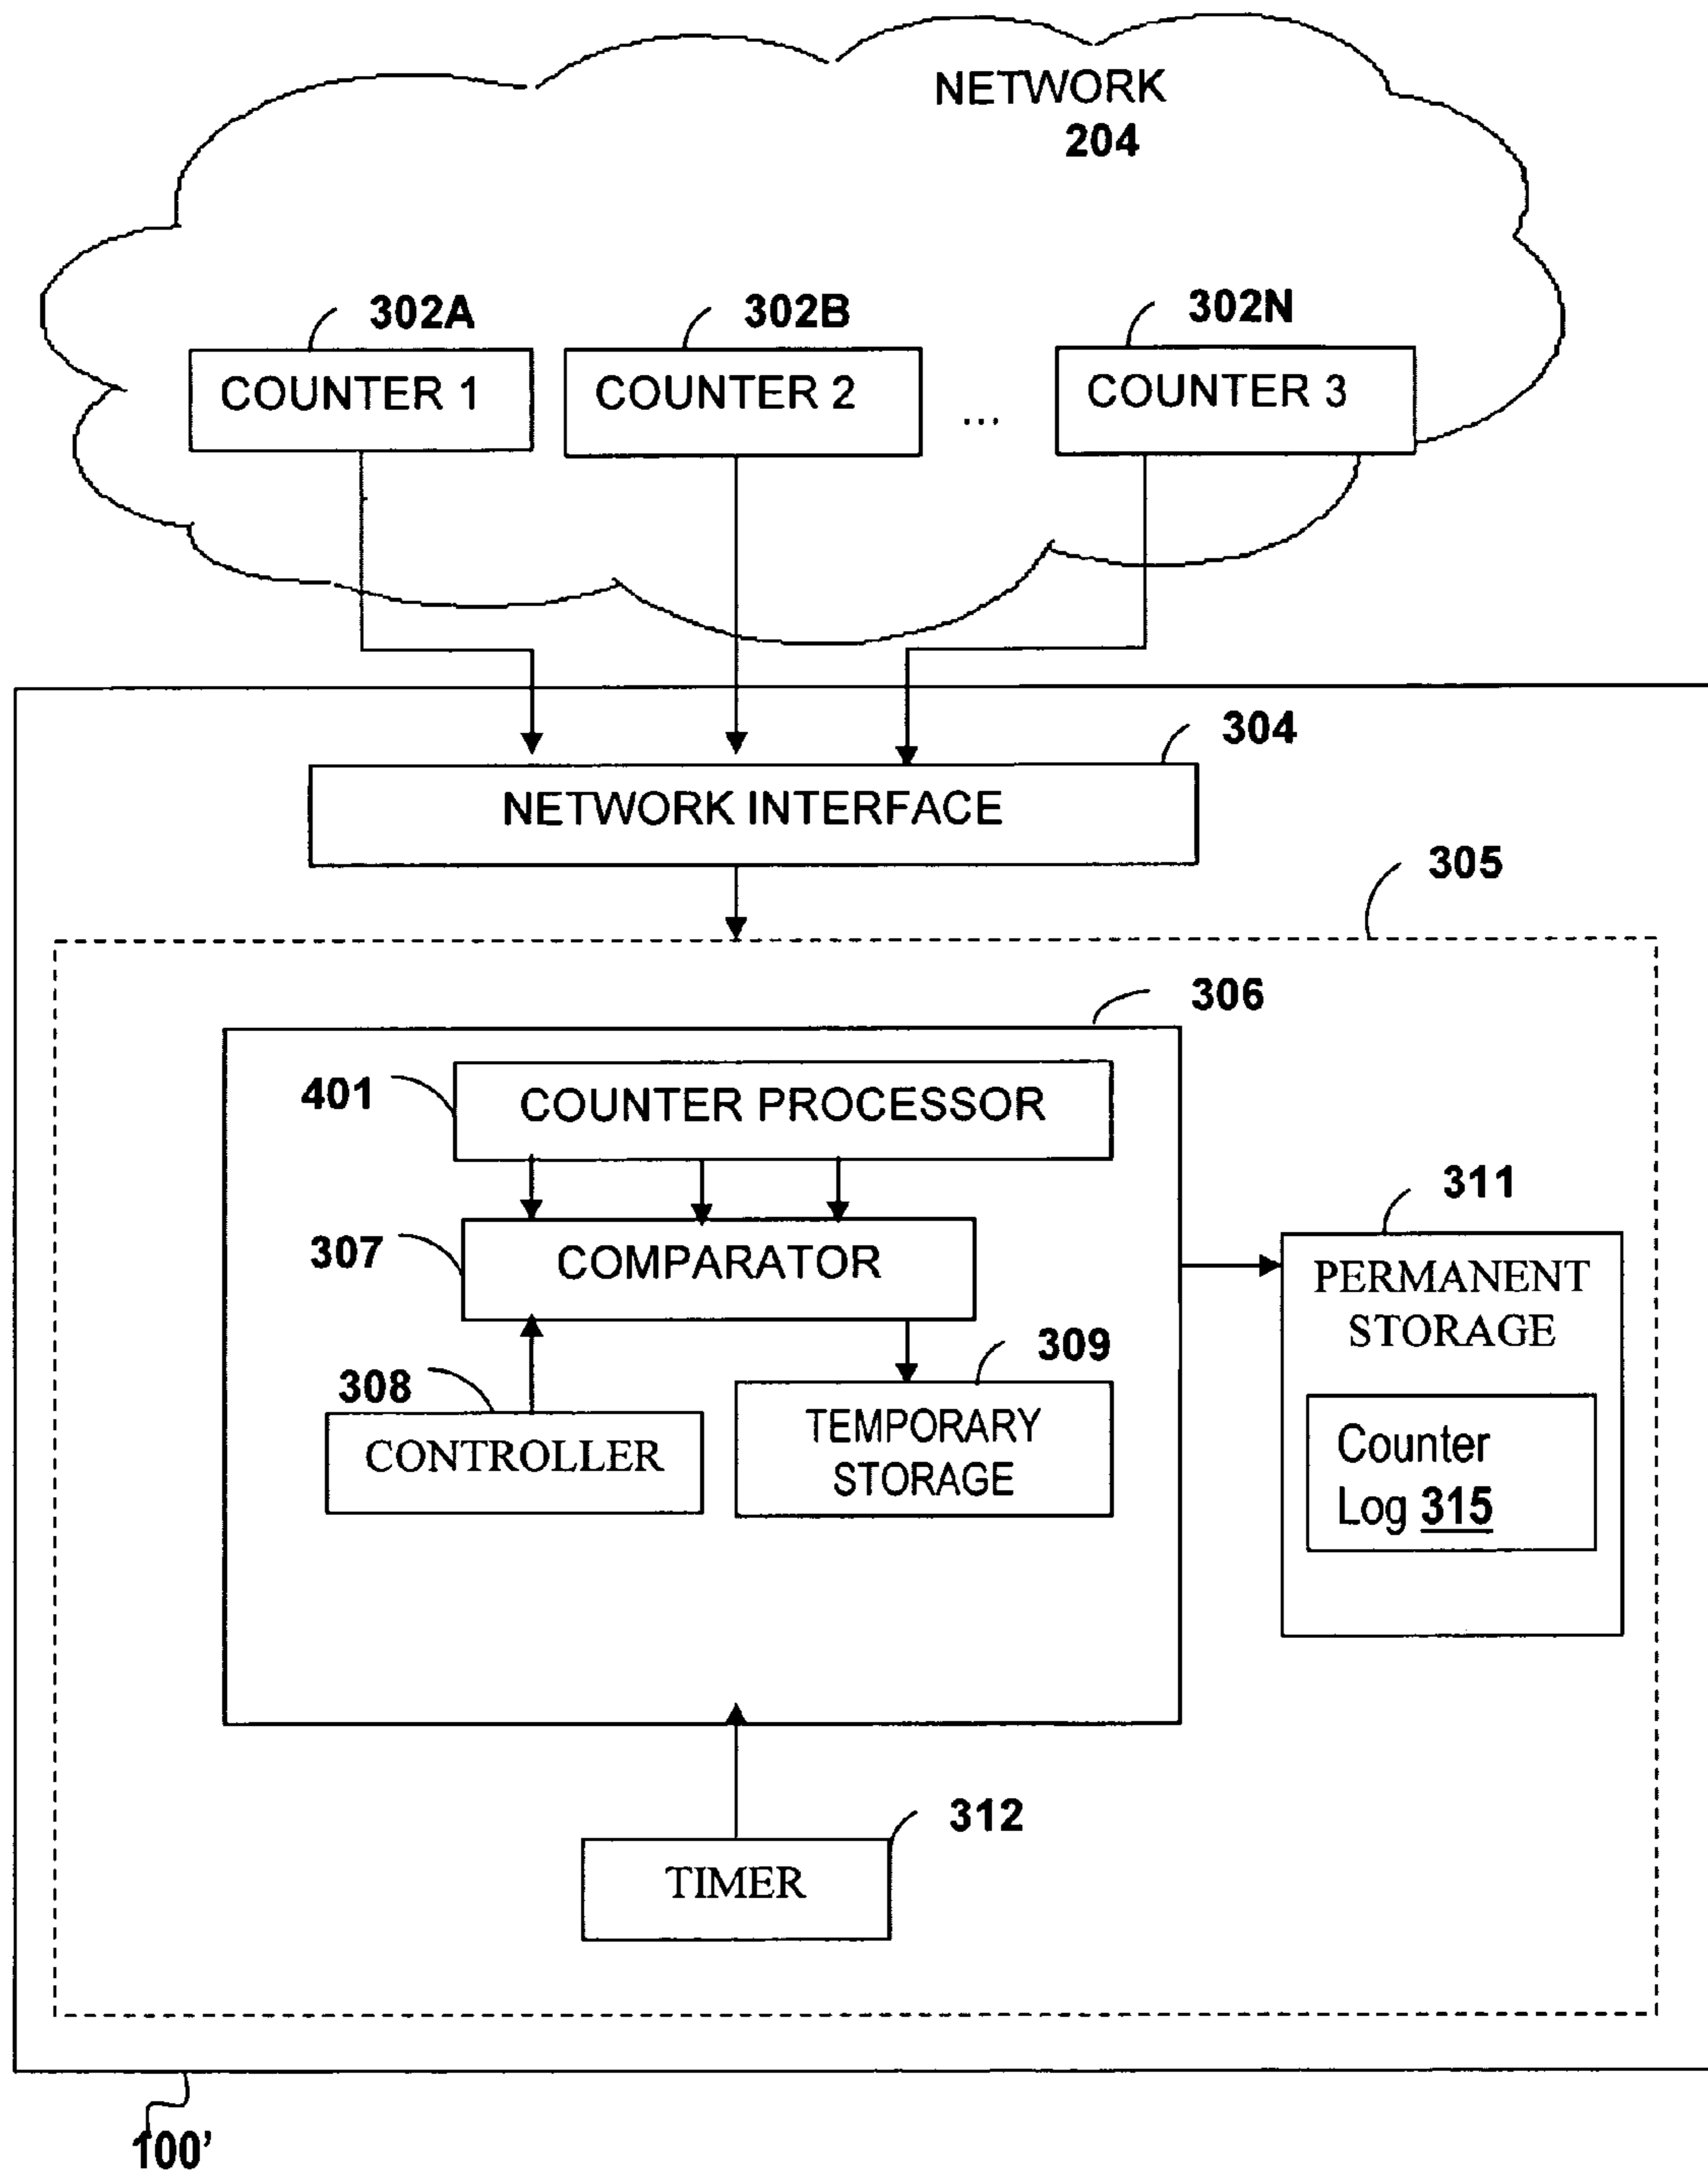 NETWORK
204
302A
302B
302N
COUNTER 1
COUNTER 2
...
COUNTER 3
304
NETWORK INTERFACE
305
306
401
COUNTER PROCESSOR
307
COMPARATOR
311
PERMANENT
STORAGE
309
308
CONTROLLER
TEMPORARY
STORAGE
Counter
Log 315
312
TIMER
100'